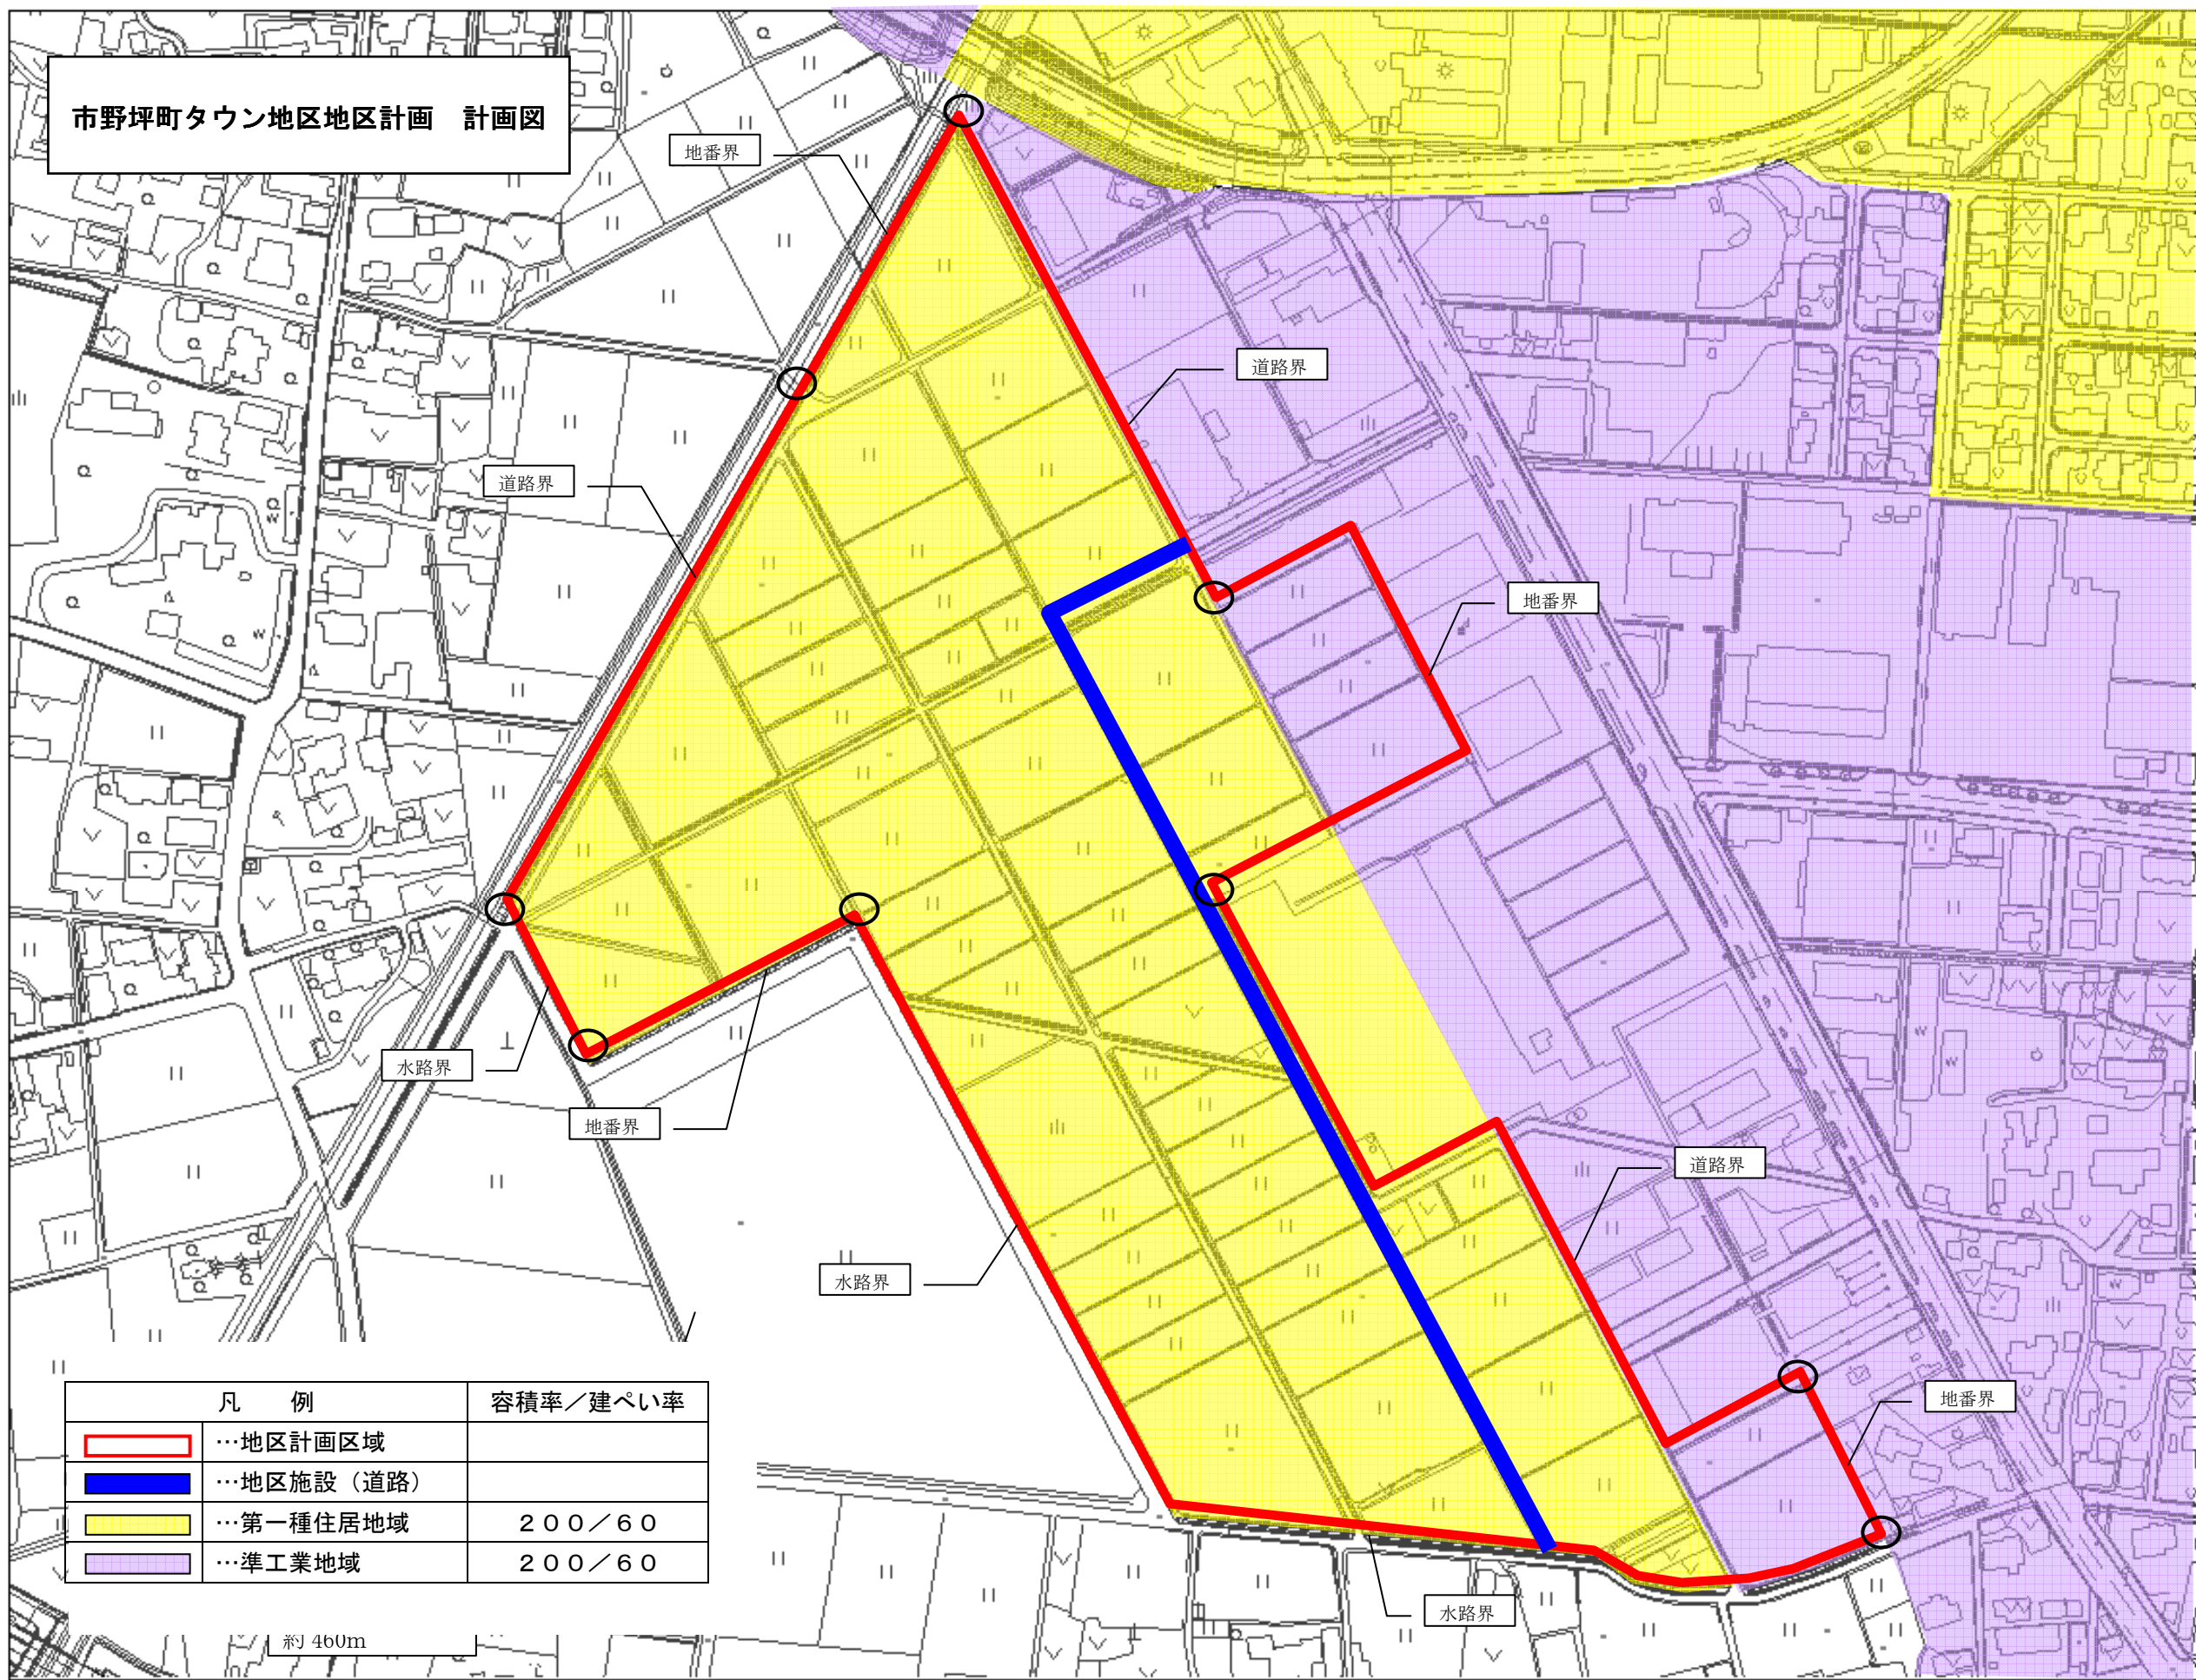 市野坪町タウン地区地区計画　計画図
地番界
道路界
道路界
地番界
水路界
地番界
道路界
水路界
地番界
水路界
凡　例　容積率／建ぺい率
…地区計画区域
…地区施設（道路）
…第一種住居地域　２００／６０
…準工業地域　２００／６０
約 460m